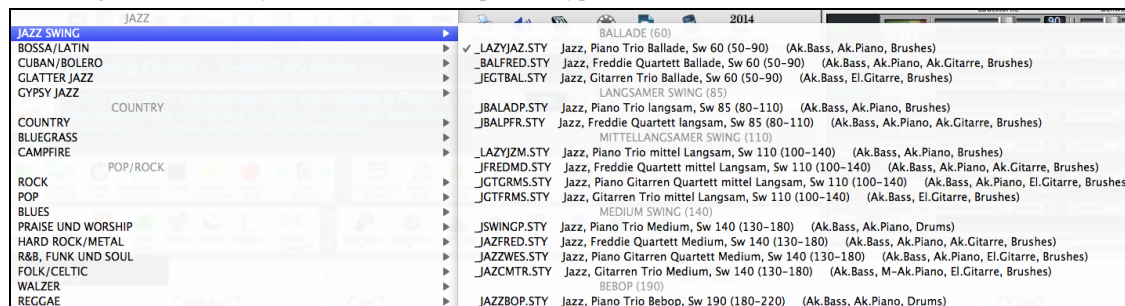 JAZZ
JAZZ SWING
BOSSA/LATIN
CUBAN/BOLERO
GLATTER JAZZ
GYPSY JAZZ
COUNTRY
COUNTRY
BLUEGRASS
CAMPFIRE
POP/ROCK
ROCK
POP
BLUES
PRAISE UND WORSHIP
HARD ROCK/METAL
R&B, FUNK UND SOUL
FOLK/CELTIC
WALZER
REGGAE
2014
90
BALLADE (60)
✓ _LAZYJAZ.STY Jazz, Piano Trio Ballade, Sw 60 (50-90) (Ak.Bass, Ak.Piano, Brushes)
_BALFRED.STY Jazz, Freddie Quartett Ballade, Sw 60 (50-90) (Ak.Bass, Ak.Piano, Ak.Gitarre, Brushes)
_JEGTBAL.STY Jazz, Gitarren Trio Ballade, Sw 60 (50-90) (Ak.Bass, El.Gitarre, Brushes)
LANGSAMER SWING (85)
_JBALADP.STY Jazz, Piano Trio langsam, Sw 85 (80-110) (Ak.Bass, Ak.Piano, Brushes)
_JBALPFR.STY Jazz, Freddie Quartett langsam, Sw 85 (80-110) (Ak.Bass, Ak.Piano, Ak.Gitarre, Brushes)
MITTELLANGSAMER SWING (110)
_LAZYJZM.STY Jazz, Piano Trio mittel Langsam, Sw 110 (100-140) (Ak.Bass, Ak.Piano, Brushes)
_JFREDMD.STY Jazz, Freddie Quartett mittel Langsam, Sw 110 (100-140) (Ak.Bass, Ak.Piano, Ak.Gitarre, Brushes)
_JGTGRMS.STY Jazz, Piano Gitarren Quartett mittel Langsam, Sw 110 (100-140) (Ak.Bass, Ak.Piano, El.Gitarre, Brushes
_JGTFRMS.STY Jazz, Gitarren Trio mittel Langsam, Sw 110 (100-140) (Ak.Bass, El.Gitarre, Brushes)
MEDIUM SWING (140)
_JSWINGP.STY Jazz, Piano Trio Medium, Sw 140 (130-180) (Ak.Bass, Ak.Piano, Drums)
_JAZFRED.STY Jazz, Freddie Quartett Medium, Sw 140 (130-180) (Ak.Bass, Ak.Piano, Ak.Gitarre, Brushes)
_JAZZWES.STY Jazz, Piano Gitarren Quartett Medium, Sw 140 (130-180) (Ak.Bass, Ak.Piano, El.Gitarre, Brushes)
_JAZCMTR.STY Jazz, Gitarren Trio Medium, Sw 140 (130-180) (Ak.Bass, M-Ak.Piano, El.Gitarre, Brushes)
BEBOP (190)
_JAZZBOP.STY Jazz, Piano Trio Bebop, Sw 190 (180-220) (Ak.Bass, Ak.Piano, Drums)